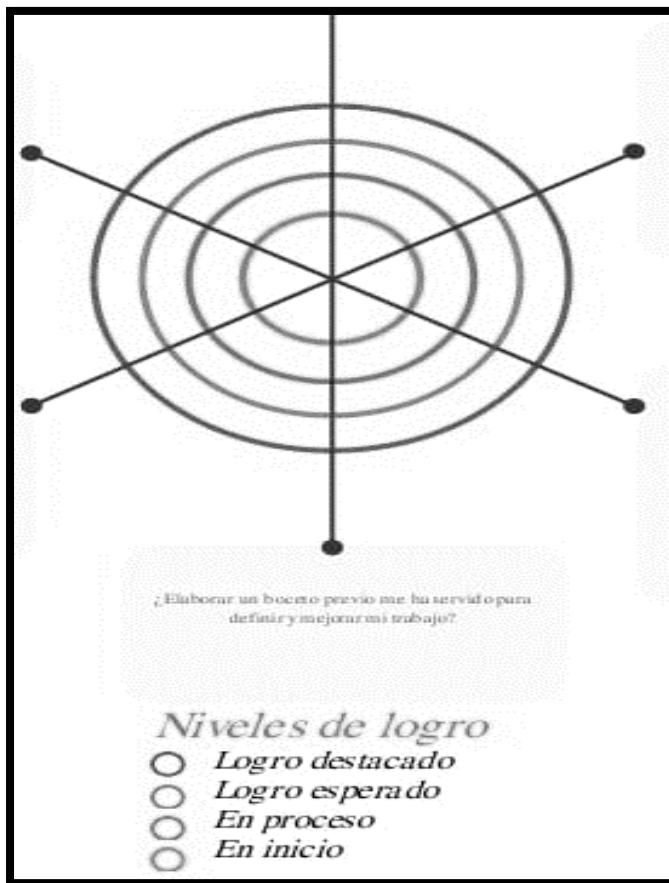 ¿Elaborar un boceto previo me ha servido para
definir y mejorar mi trabajo?
Niveles de logro
Logro destacado
Logro esperado
En proceso
En inicio